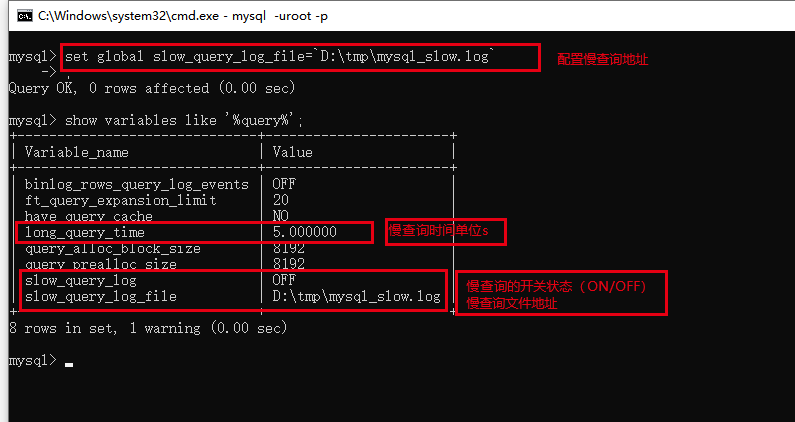 C:\Windows\system32\cmd.exe - mysql -uroot -p
mysql> set global slow_query_log_file=`D:\tmp\mysql_slow.log` 配置慢查询地址
-> ;
Query OK, 0 rows affected (0.00 sec)
mysql> show variables like '%query%';
+------------------------------+----------------------+
| Variable_name | Value |
+------------------------------+----------------------+
| binlog_rows_query_log_events | OFF |
| ft_query_expansion_limit | 20 |
| have_query_cache | NO |
| long_query_time | 5.000000 | 慢查询时间单位s
| query_alloc_block_size | 8192 |
| query_prealloc_size | 8192 |
| slow_query_log | OFF | 慢查询的开关状态（ON/OFF）
| slow_query_log_file | D:\tmp\mysql_slow.log | 慢查询文件地址
+------------------------------+----------------------+
8 rows in set, 1 warning (0.00 sec)
mysql> _